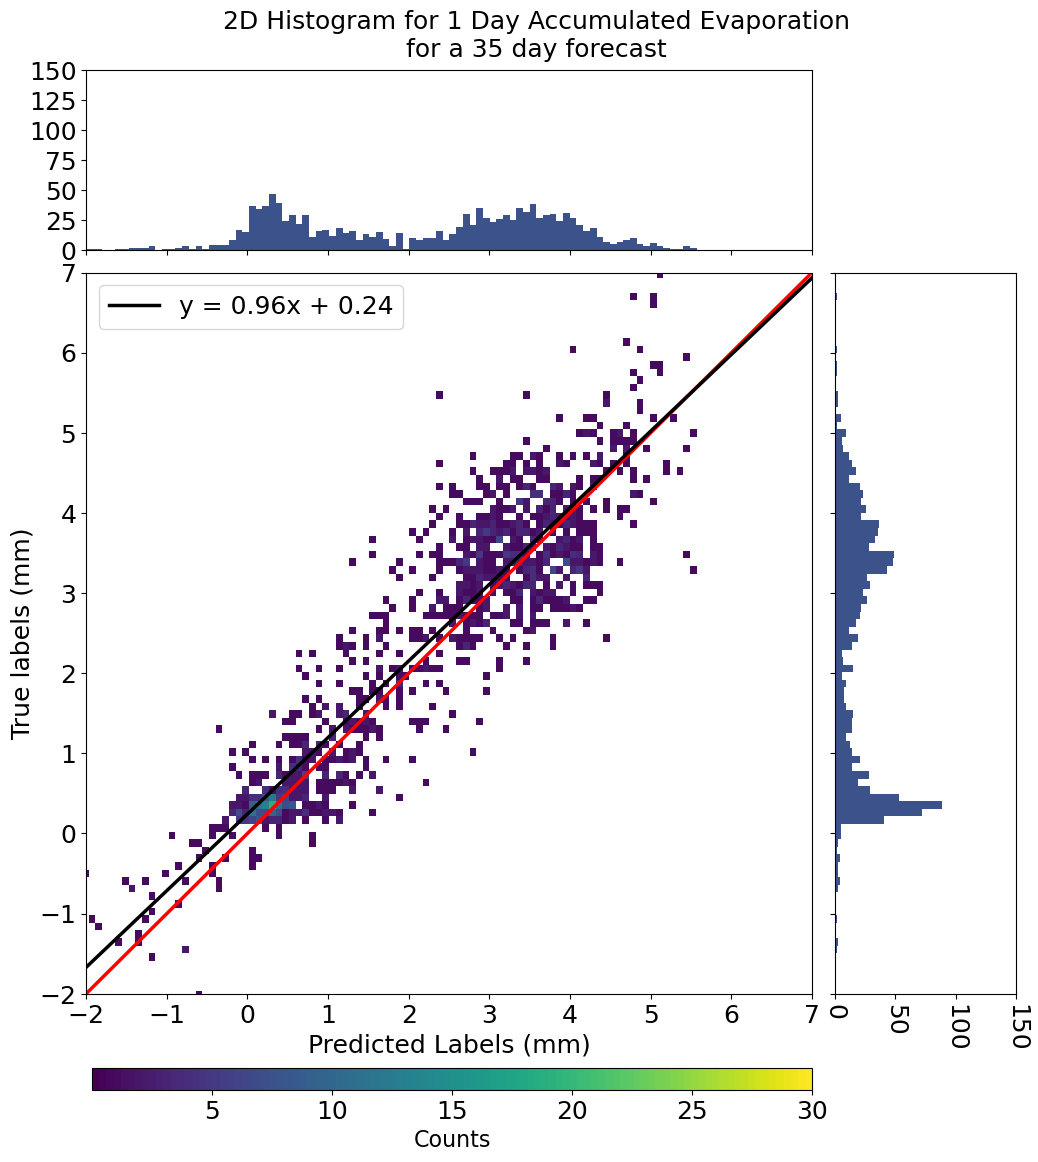 2D Histogram for 1 Day Accumulated Evaporation
for a 35 day forecast
150
125
100
75
50
25
0
7
6
5
4
3
2
1
0
−1
−2
True labels (mm)
y = 0.96x + 0.24
−2 −1 0 1 2 3 4 5 6 7
Predicted Labels (mm)
0 50 100 150
5 10 15 20 25 30
Counts